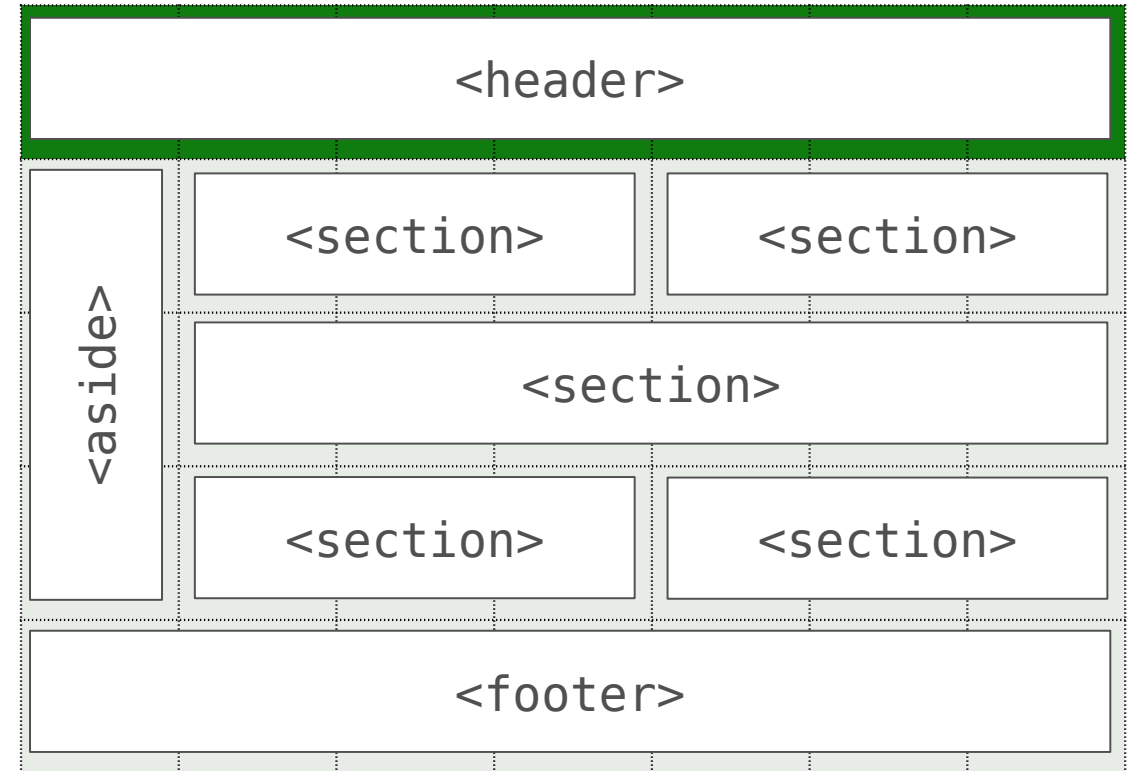 <header>
<aside>
<section>
<section>
<section>
<section>
<section>
<footer>